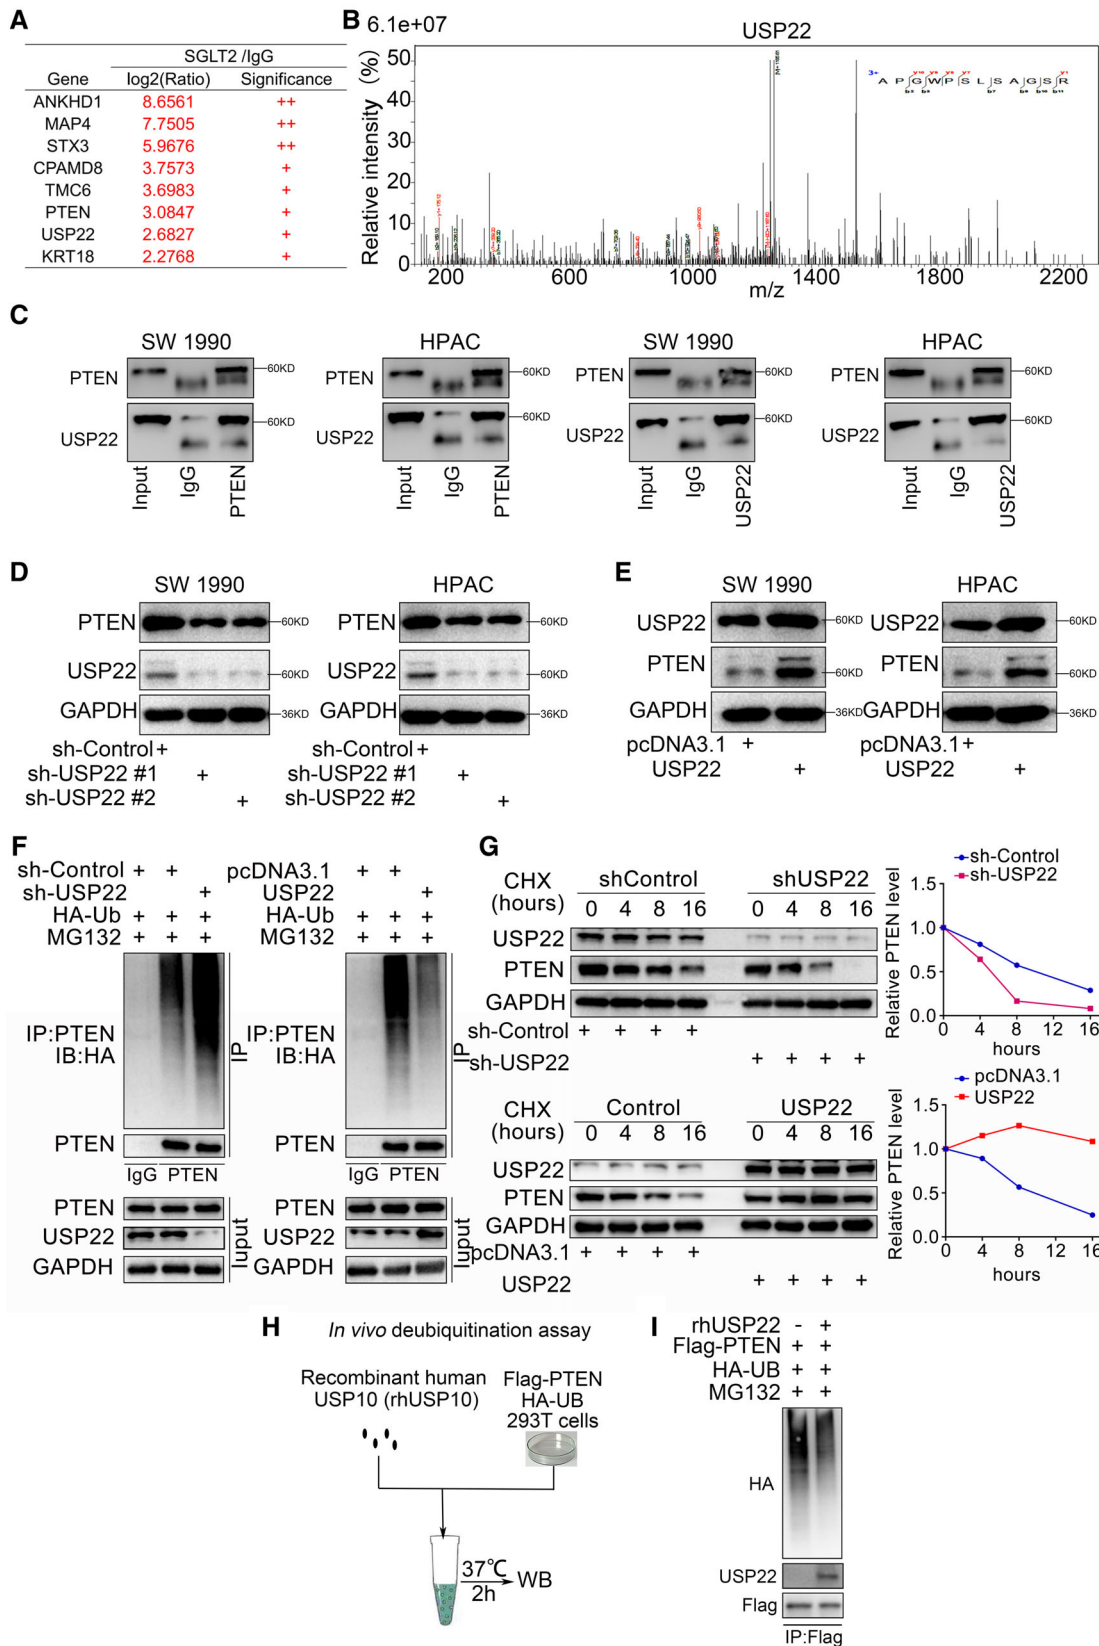 A
SGLT2 /IgG
Gene log2(Ratio) Significance
ANKHD1 8.6561 ++
MAP4 7.7505 ++
STX3 5.9676 ++
CPAMD8 3.7573 +
TMC6 3.6983 +
PTEN 3.0847 +
USP22 2.6827 +
KRT18 2.2768 +
B 6.1e+07 USP22
Relative intensity (%)
50
40
30
20
10
0
200 600 1000 1400 1800 2200
m/z
3+ A P G W P S L S A G S R
C
SW 1990 HPAC SW 1990 HPAC
PTEN 60KD PTEN 60KD PTEN 60KD PTEN 60KD
USP22 60KD USP22 60KD USP22 60KD USP22 60KD
Input IgG PTEN Input IgG PTEN Input IgG USP22 Input IgG USP22
D
SW 1990 HPAC
PTEN 60KD PTEN 60KD
USP22 60KD USP22 60KD
GAPDH 36KD GAPDH 36KD
sh-Control + sh-Control +
sh-USP22 #1 + sh-USP22 #1 +
sh-USP22 #2 + sh-USP22 #2 +
E
SW 1990 HPAC
USP22 60KD USP22 60KD
PTEN 60KD PTEN 60KD
GAPDH 36KD GAPDH 36KD
pcDNA3.1 + pcDNA3.1 +
USP22 + USP22 +
F
sh-Control + + pcDNA3.1 + +
sh-USP22 + USP22 +
HA-Ub + + + HA-Ub + + +
MG132 + + + MG132 + + +
IP:PTEN IP:PTEN
IB:HA IB:HA
IP IP
PTEN PTEN
IgG PTEN IgG PTEN
PTEN PTEN
USP22 USP22
GAPDH GAPDH
Iuput Iuput
G
CHX (hours) shControl shUSP22
0 4 8 16 0 4 8 16
USP22
PTEN
GAPDH
sh-Control + + + +
sh-USP22 + + + +
sh-Control
sh-USP22
Relative PTEN level
1.5
1.0
0.5
0.0
0 4 8 12 16
hours
CHX (hours) Control USP22
0 4 8 16 0 4 8 16
USP22
PTEN
GAPDH
pcDNA3.1 + + + +
USP22 + + + +
pcDNA3.1
USP22
Relative PTEN level
1.5
1.0
0.5
0.0
0 4 8 12 16
hours
H
In vivo deubiquitination assay
Recombinant human
USP10 (rhUSP10)
Flag-PTEN
HA-UB
293T cells
37℃
2h
WB
I
rhUSP22 - +
Flag-PTEN + +
HA-UB + +
MG132 + +
HA
USP22
Flag
IP:Flag